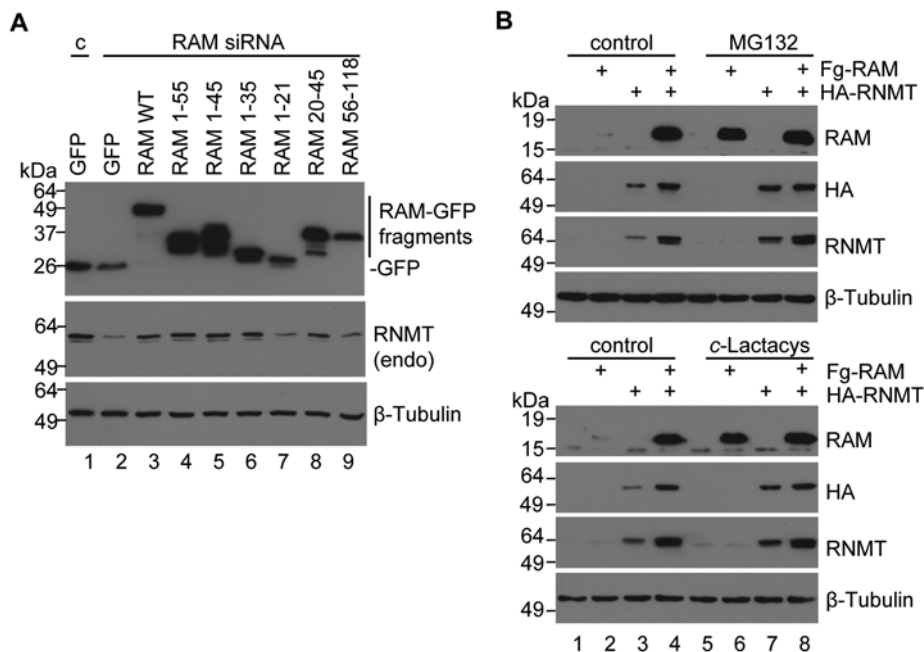 A
c RAM siRNA
GFP GFP RAM WT RAM 1-55 RAM 1-45 RAM 1-35 RAM 1-21 RAM 20-45 RAM 56-118
kDa
64
49
37
26
RAM-GFP
fragments
-GFP
64
49
RNMT
(endo)
64
49
β-Tubulin
1 2 3 4 5 6 7 8 9
B
control MG132
+ + + + Fg-RAM
+ + + + HA-RNMT
kDa
19
15
RAM
64
49
HA
64
49
RNMT
49
β-Tubulin
control c-Lactacys
+ + + + Fg-RAM
+ + + + HA-RNMT
kDa
19
15
RAM
64
49
HA
64
49
RNMT
49
β-Tubulin
1 2 3 4 5 6 7 8